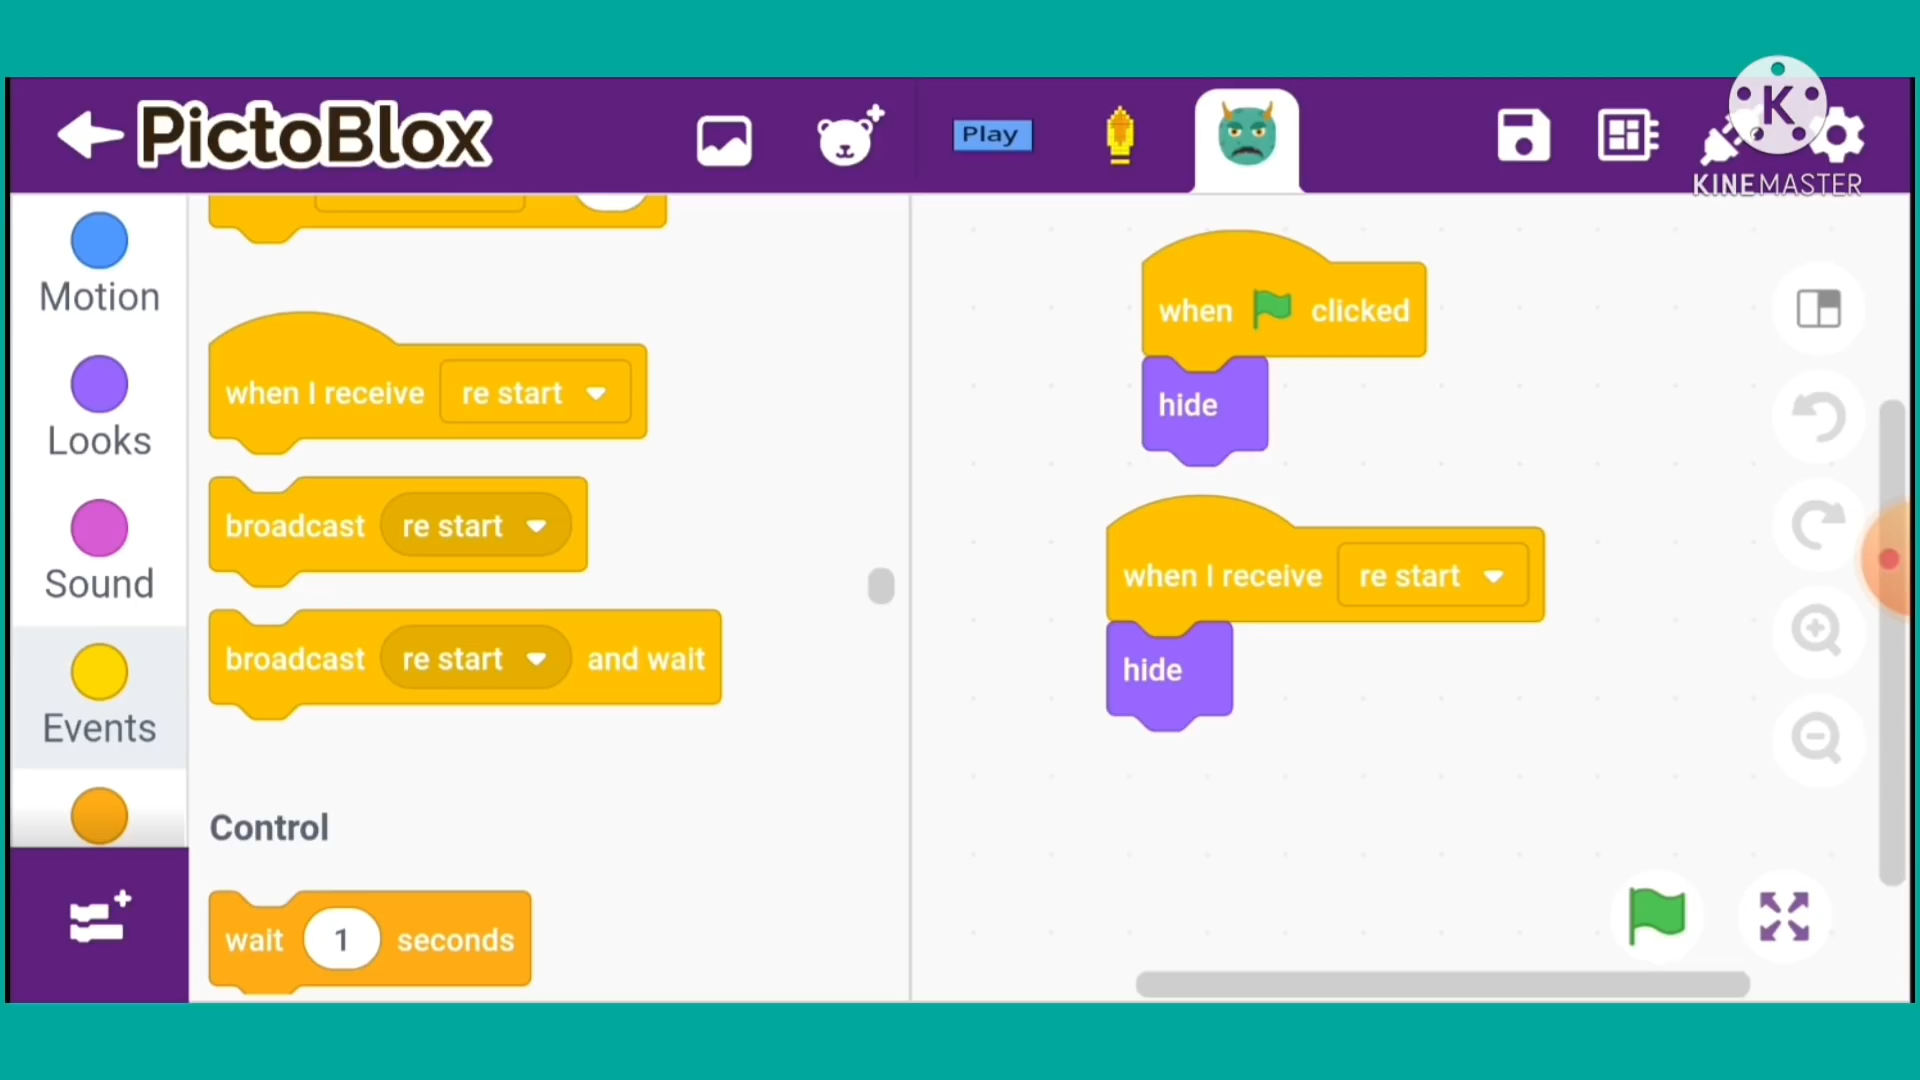 PictoBlox
Play
K
KINEMASTER
Motion
Looks
Sound
Events
when I receive re start
broadcast re start
broadcast re start and wait
Control
wait 1 seconds
when clicked
hide
when I receive re start
hide